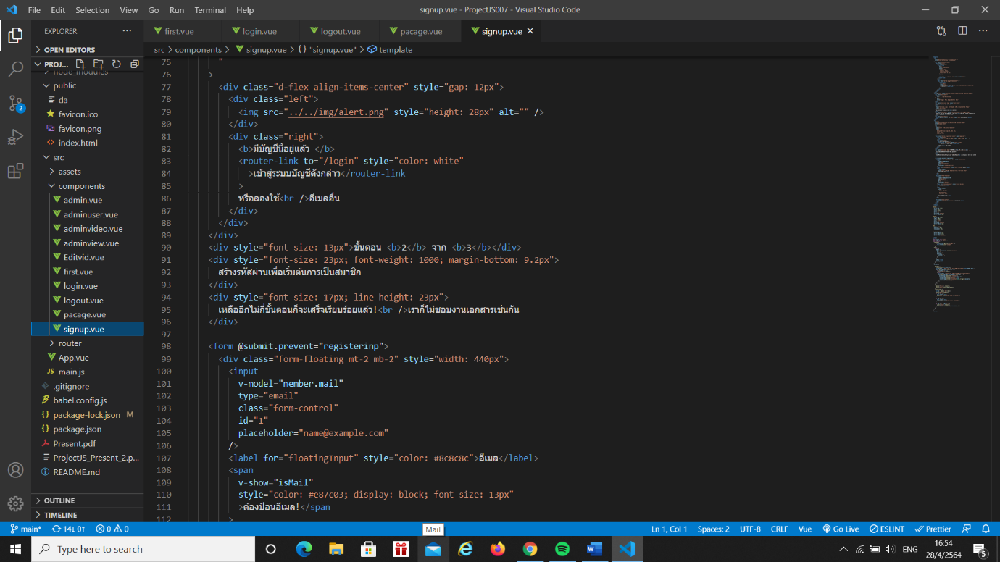 File Edit Selection View Go Run Terminal Help
signup.vue - ProjectJS007 - Visual Studio Code
EXPLORER
first.vue login.vue logout.vue pacage.vue signup.vue
OPEN EDITORS
src > components > signup.vue > {} "signup.vue" > template
PROJ...
node_modules
public
da
favicon.ico
favicon.png
index.html
src
assets
components
admin.vue
adminuser.vue
adminvideo.vue
adminview.vue
Editvid.vue
first.vue
login.vue
logout.vue
pacage.vue
signup.vue
router
App.vue
main.js
.gitignore
babel.config.js
package-lock.json M
package.json
Present.pdf
ProjectJS_Present_2.p...
README.md
OUTLINE
TIMELINE
2
75 "
76 >
77 <div class="d-flex align-items-center" style="gap: 12px">
78 <div class="left">
79 <img src="../../img/alert.png" style="height: 28px" alt="" />
80 </div>
81 <div class="right">
82 <b>มีบัญชีนี้อยู่แล้ว </b>
83 <router-link to="/login" style="color: white"
84 >เข้าสู่ระบบบัญชีดังกล่าว</router-link
85 >
86 หรือลองใช้<br />อีเมลอื่น
87 </div>
88 </div>
89 </div>
90 <div style="font-size: 13px">ขั้นตอน <b>2</b> จาก <b>3</b></div>
91 <div style="font-size: 23px; font-weight: 1000; margin-bottom: 9.2px">
92 สร้างรหัสผ่านเพื่อเริ่มต้นการเป็นสมาชิก
93 </div>
94 <div style="font-size: 17px; line-height: 23px">
95 เหลืออีกไม่กี่ขั้นตอนก็จะเสร็จเรียบร้อยแล้ว!<br />เราก็ไม่ชอบงานเอกสารเช่นกัน
96 </div>
97
98 <form @submit.prevent="registerinp">
99 <div class="form-floating mt-2 mb-2" style="width: 440px">
100 <input
101 v-model="member.mail"
102 type="email"
103 class="form-control"
104 id="1"
105 placeholder="name@example.com"
106 />
107 <label for="floatingInput" style="color: #8c8c8c">อีเมล</label>
108 <span
109 v-show="isMail"
110 style="color: #e87c03; display: block; font-size: 13px"
111 >ต้องป้อนอีเมล!</span
112 >
main* 14↓ 0↑ 0 0
Mail
Ln 1, Col 1 Spaces: 2 UTF-8 CRLF Vue Go Live ESLINT Prettier
Type here to search
ENG
16:54
28/4/2564
5